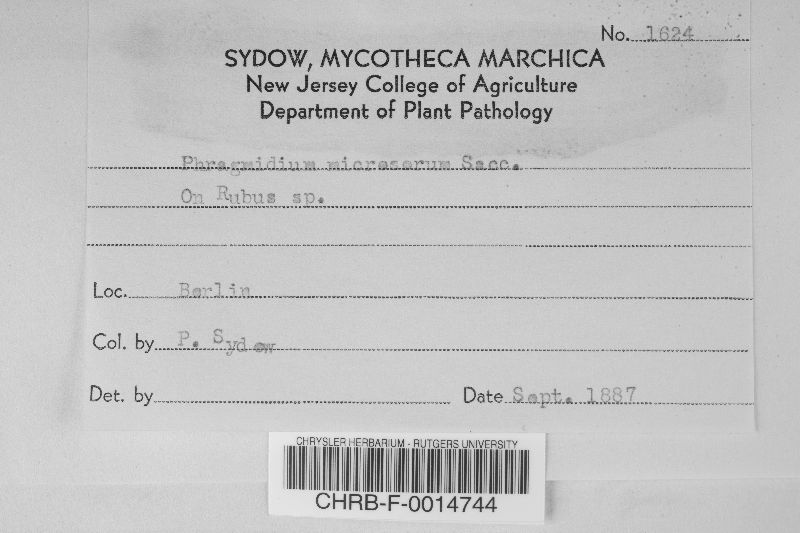 No. 1624
SYDOW, MYCOTHECA MARCHICA
New Jersey College of Agriculture
Department of Plant Pathology
Phragmidium microsorum Sacc.
On Rubus sp.
Loc. Berlin
Col. by P. Sydow
Det. by
Date Sept. 1887
CHRYSLER HERBARIUM - RUTGERS UNIVERSITY
CHRB-F-0014744